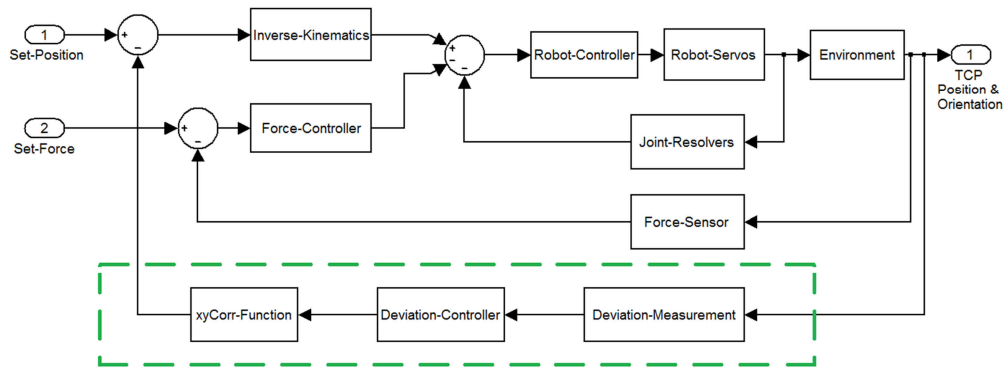 1
Set-Position
+
−
Inverse-Kinematics
+
−
−
Robot-Controller
Robot-Servos
Environment
1
TCP
Position &
Orientation
2
Set-Force
+
−
Force-Controller
Joint-Resolvers
Force-Sensor
xyCorr-Function
Deviation-Controller
Deviation-Measurement